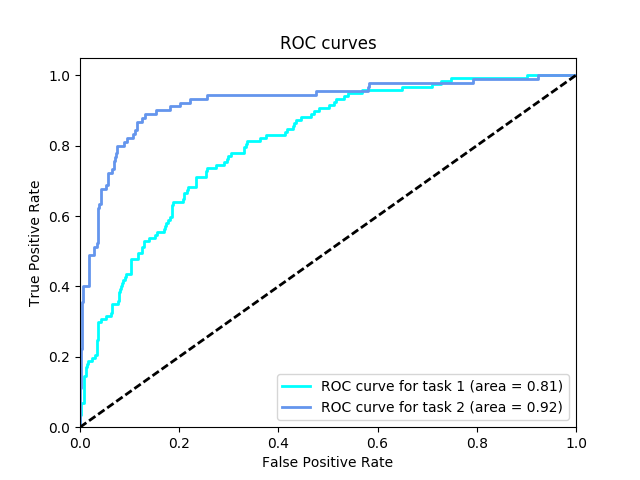 ROC curves
1.0
0.8
0.6
0.4
0.2
0.0
True Positive Rate
ROC curve for task 1 (area = 0.81)
ROC curve for task 2 (area = 0.92)
0.0 0.2 0.4 0.6 0.8 1.0
False Positive Rate